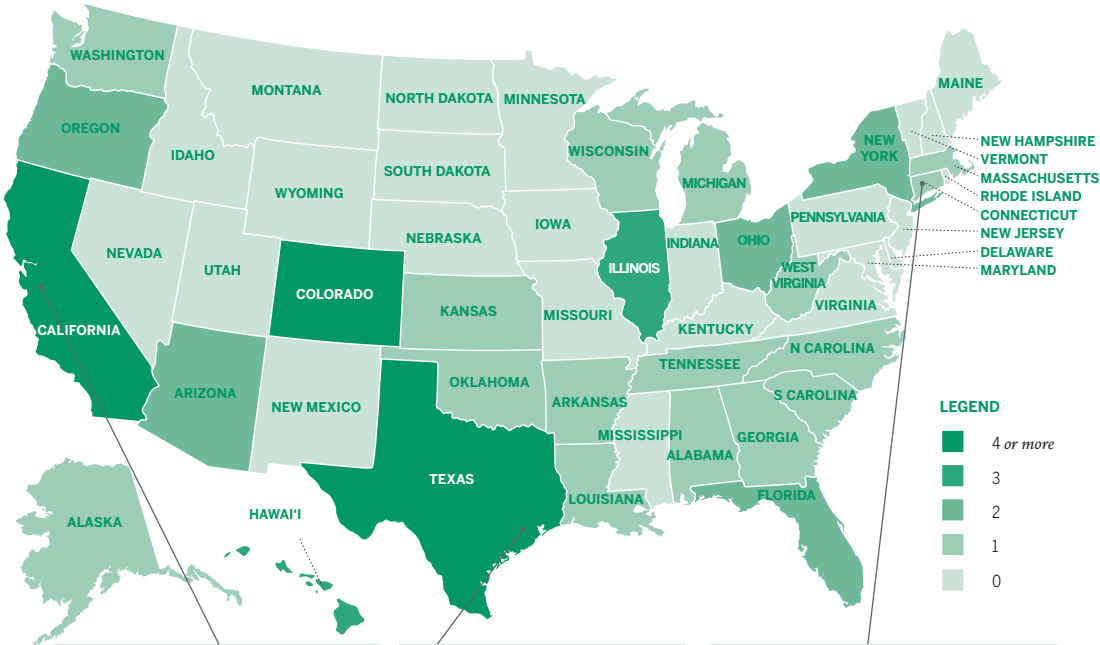 WASHINGTON
MONTANA
NORTH DAKOTA
MINNESOTA
MAINE
OREGON
IDAHO
WISCONSIN
NEW
YORK
SOUTH DAKOTA
MICHIGAN
WYOMING
NEW HAMPSHIRE
VERMONT
MASSACHUSETTS
RHODE ISLAND
CONNECTICUT
NEW JERSEY
DELAWARE
MARYLAND
IOWA
PENNSYLVANIA
NEBRASKA
NEVADA
UTAH
INDIANA
OHIO
ILLINOIS
WEST
VIRGINIA
COLORADO
VIRGINIA
KANSAS
MISSOURI
CALIFORNIA
KENTUCKY
N CAROLINA
TENNESSEE
OKLAHOMA
ARIZONA
S CAROLINA
ARKANSAS
NEW MEXICO
MISSISSIPPI
GEORGIA
ALABAMA
TEXAS
LOUISIANA
FLORIDA
HAWAI‘I
ALASKA
LEGEND
4 or more
3
2
1
0